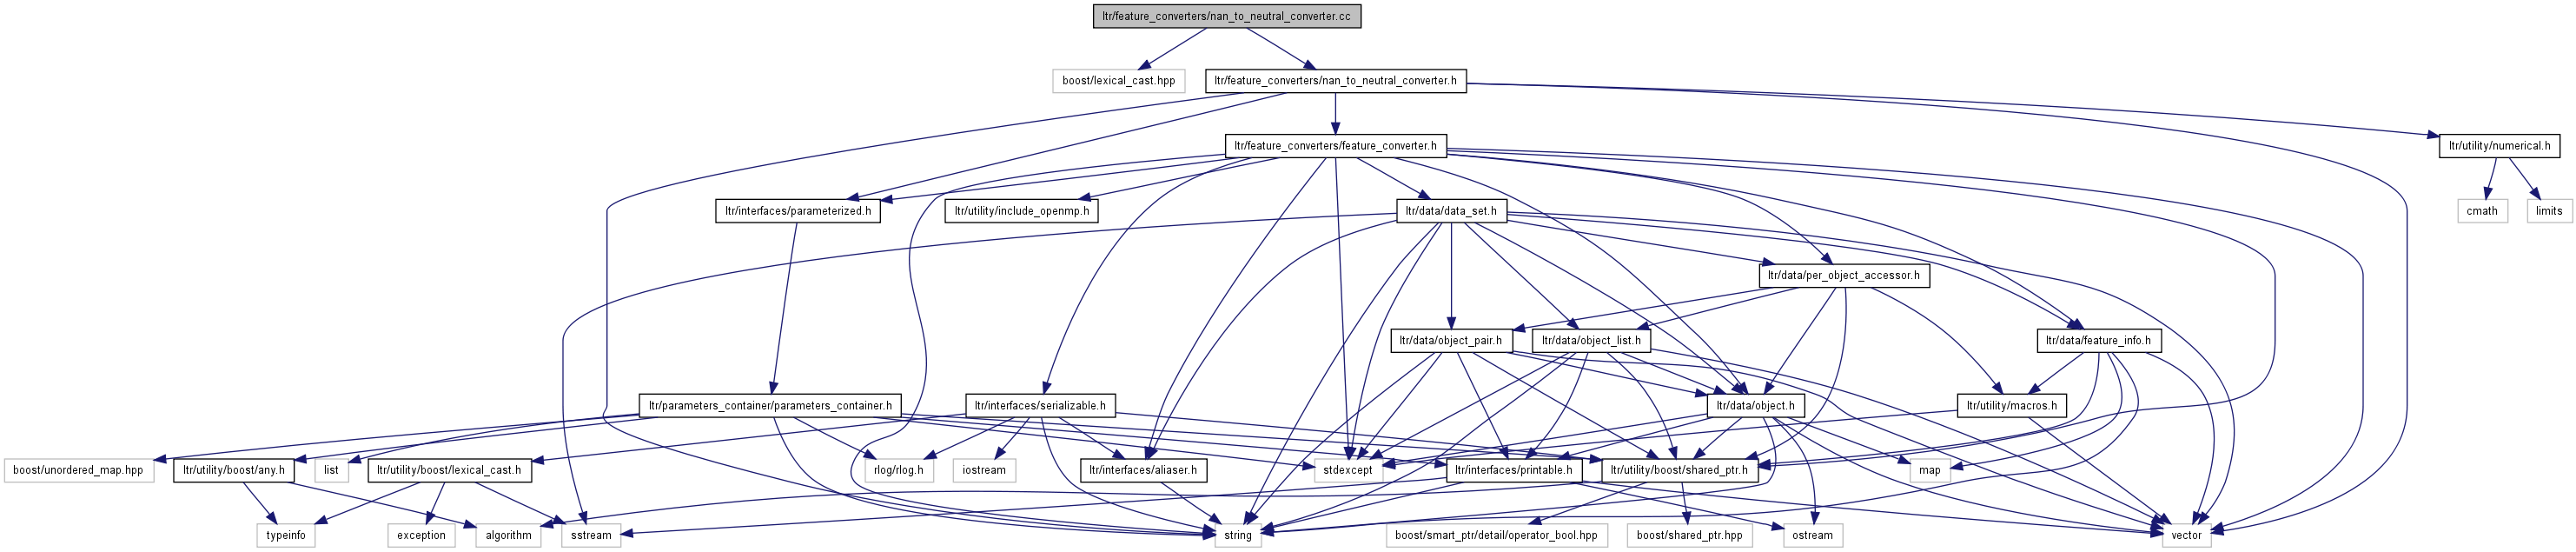 ltr/feature_converters/nan_to_neutral_converter.cc
boost/lexical_cast.hpp
ltr/feature_converters/nan_to_neutral_converter.h
ltr/feature_converters/feature_converter.h
ltr/utility/numerical.h
ltr/interfaces/parameterized.h
ltr/utility/include_openmp.h
ltr/data/data_set.h
cmath
limits
ltr/data/per_object_accessor.h
ltr/data/object_pair.h
ltr/data/object_list.h
ltr/data/feature_info.h
ltr/parameters_container/parameters_container.h
ltr/interfaces/serializable.h
ltr/data/object.h
ltr/utility/macros.h
boost/unordered_map.hpp
ltr/utility/boost/any.h
list
ltr/utility/boost/lexical_cast.h
rlog/rlog.h
iostream
ltr/interfaces/aliaser.h
stdexcept
ltr/interfaces/printable.h
ltr/utility/boost/shared_ptr.h
map
typeinfo
exception
algorithm
sstream
string
boost/smart_ptr/detail/operator_bool.hpp
boost/shared_ptr.hpp
ostream
vector